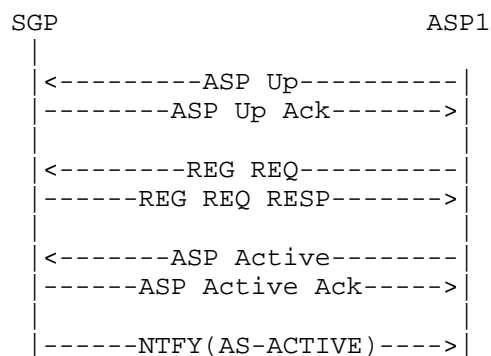 SGP                             ASP1
|
|<---------ASP Up----------|
|--------ASP Up Ack------->|
|                          |
|<--------REG REQ----------|
|------REG REQ RESP------->|
|                          |
|<-------ASP Active--------|
|------ASP Active Ack----->|
|                          |
|------NTFY(AS-ACTIVE)---->|